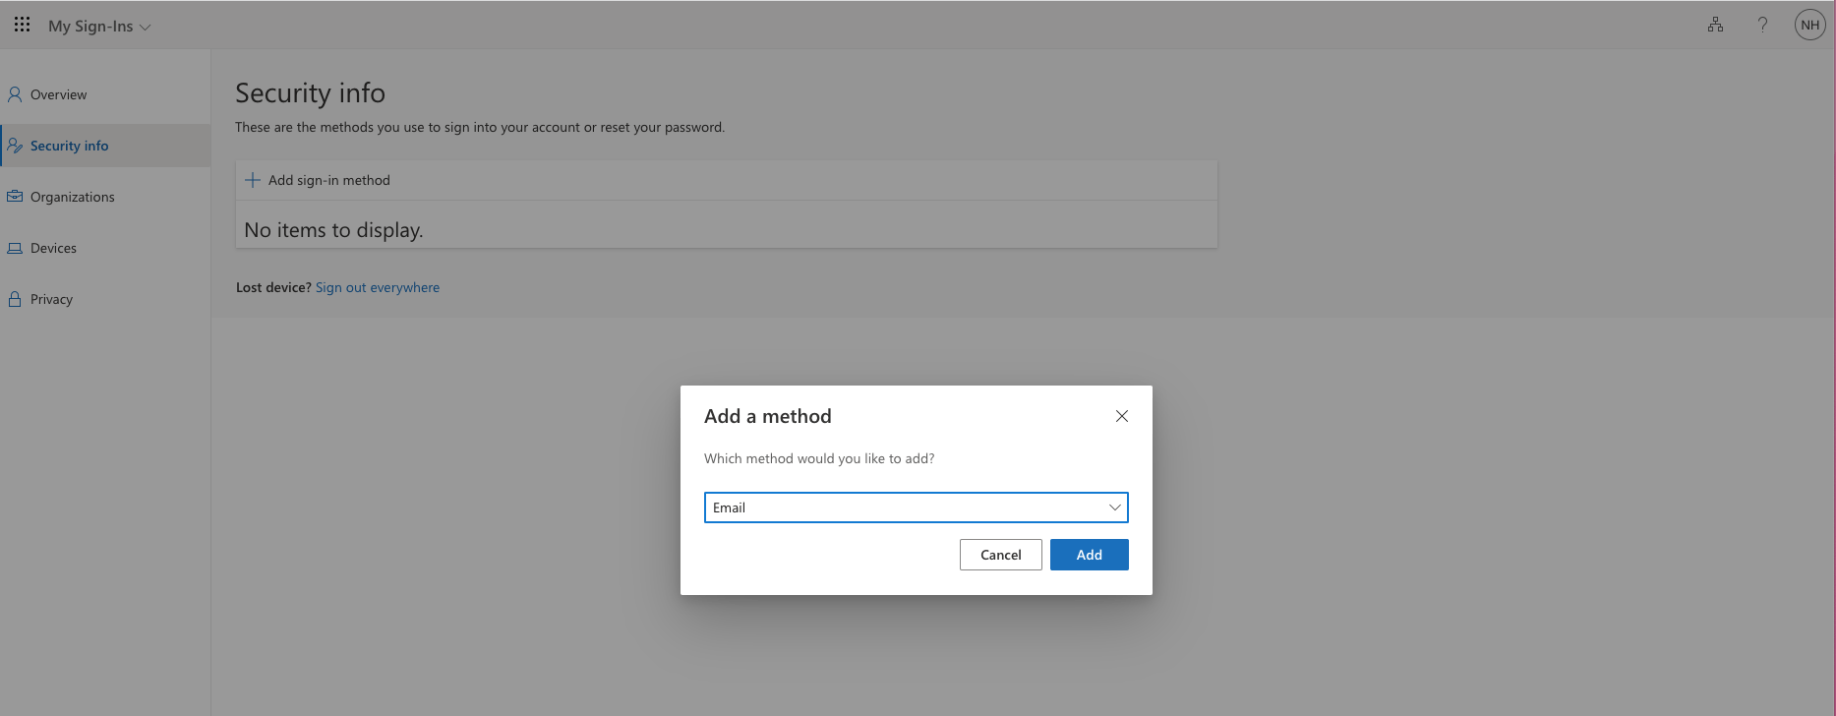 My Sign-Ins
?
NH
Overview
Security info
Organizations
Devices
Privacy
Security info
These are the methods you use to sign into your account or reset your password.
Add sign-in method
No items to display.
Lost device? Sign out everywhere
Add a method
Which method would you like to add?
Email
Cancel
Add